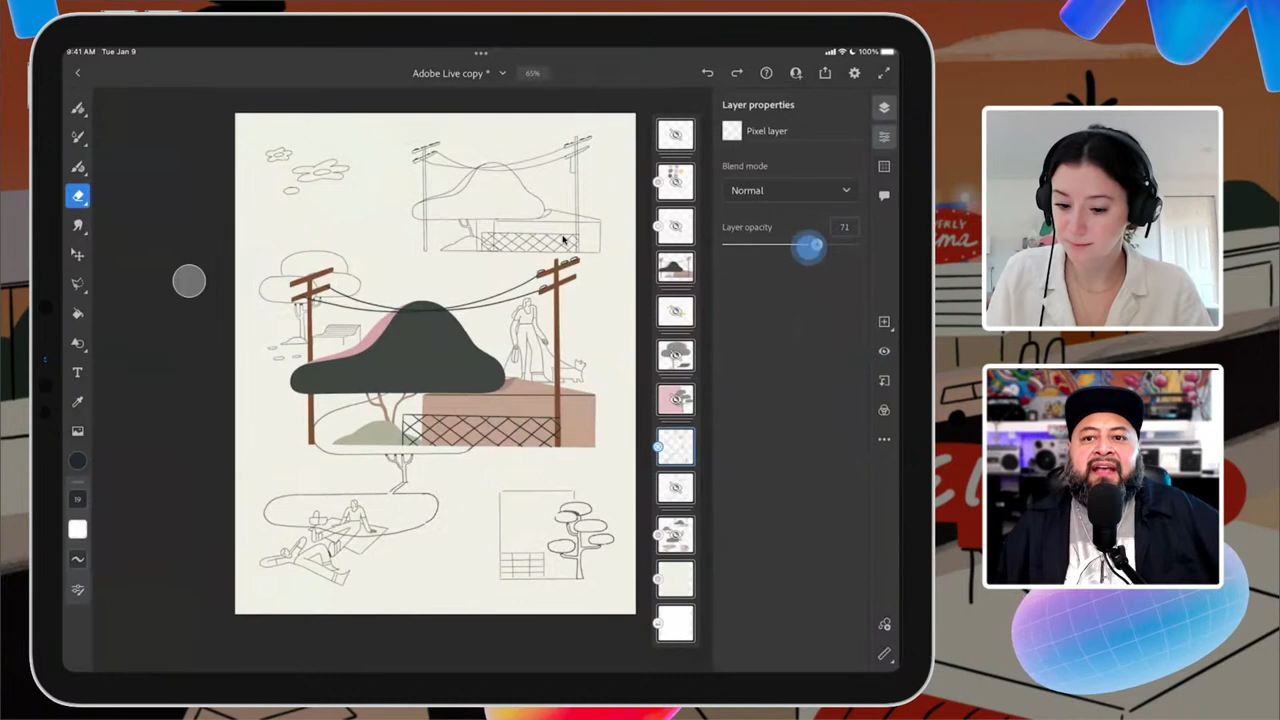 9:41 AM Tue Jan 9
100%
Adobe Live copy *
65%
Layer properties
Pixel layer
Blend mode
Normal
Layer opacity
71
T
19